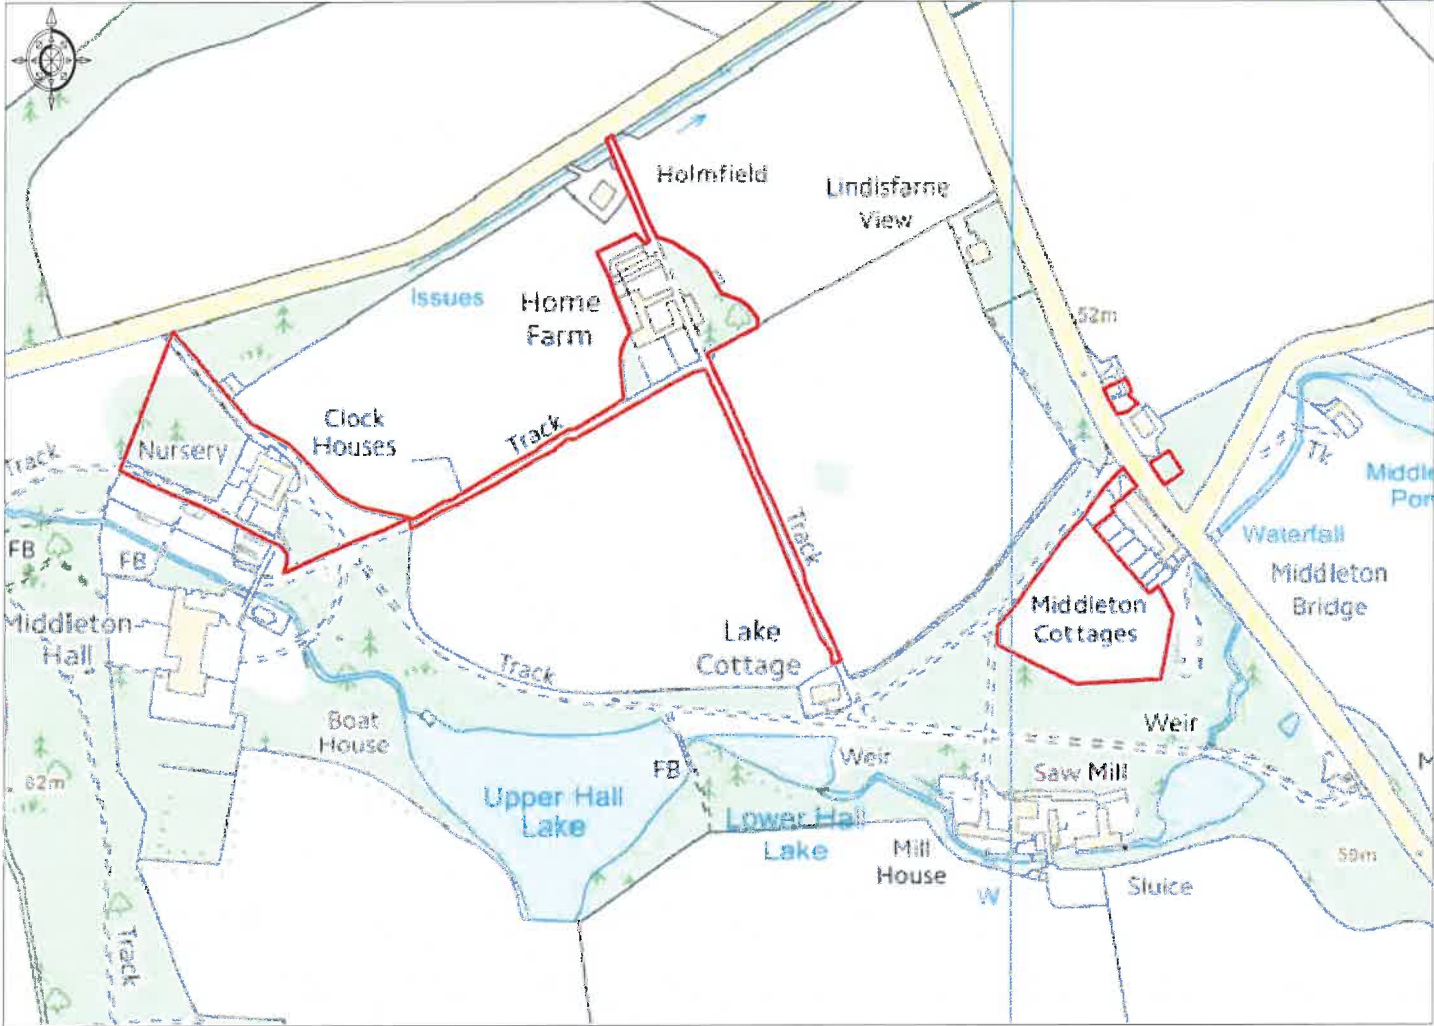 Holmfield
Lindisfarne
View
Issues
Home
Farm
52m
Clock
Houses
Track
Nursery
Track
Track
Middle
Pon
Tk
Waterfall
FB
FB
Middleton
Bridge
Middleton
Cottages
Middleton
Hall
Lake
Cottage
Track
Boat
House
Weir
Weir
FB
Saw Mill
62m
Upper Hall
Lake
Lower Hall
Lake
Mill
House
59m
Sluice
W
M
Track